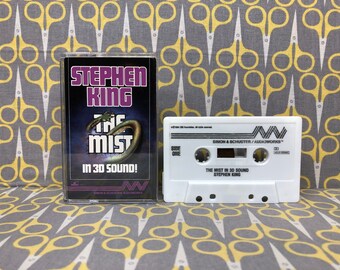 STEPHEN
KING
THE
MIST
IN 3D SOUND!
SIMON & SCHUSTER / AUDIOWORKS
THE MIST IN 3D SOUND
STEPHEN KING